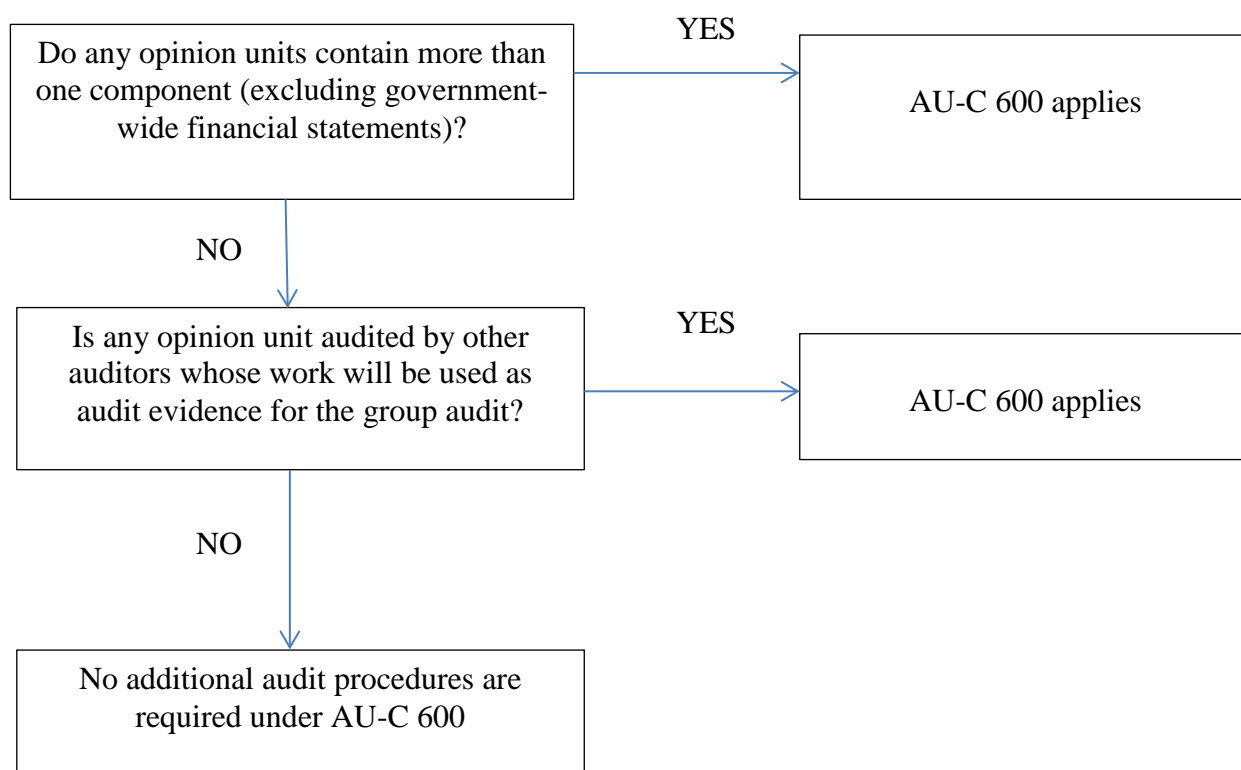 YES
Do any opinion units contain more than
one component (excluding government-
wide financial statements)?
AU-C 600 applies
NO
YES
Is any opinion unit audited by other
auditors whose work will be used as
audit evidence for the group audit?
AU-C 600 applies
NO
No additional audit procedures are
required under AU-C 600